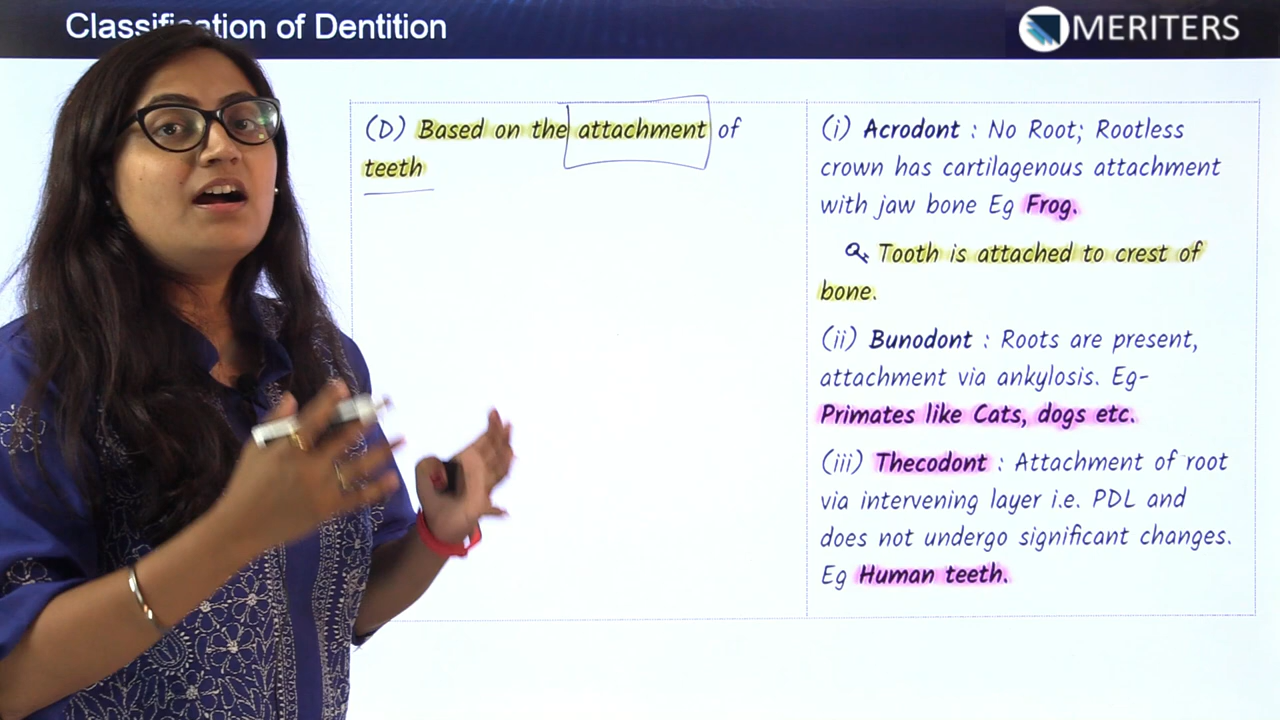 Classification of Dentition
MERITERS
(D) Based on the attachment of
teeth
(i) Acrodont : No Root; Rootless
crown has cartilagenous attachment
with jaw bone Eg Frog.
Tooth is attached to crest of
bone.
(ii) Bunodont : Roots are present,
attachment via ankylosis. Eg-
Primates like Cats, dogs etc.
(iii) Thecodont : Attachment of root
via intervening layer i.e. PDL and
does not undergo significant changes.
Eg Human teeth.